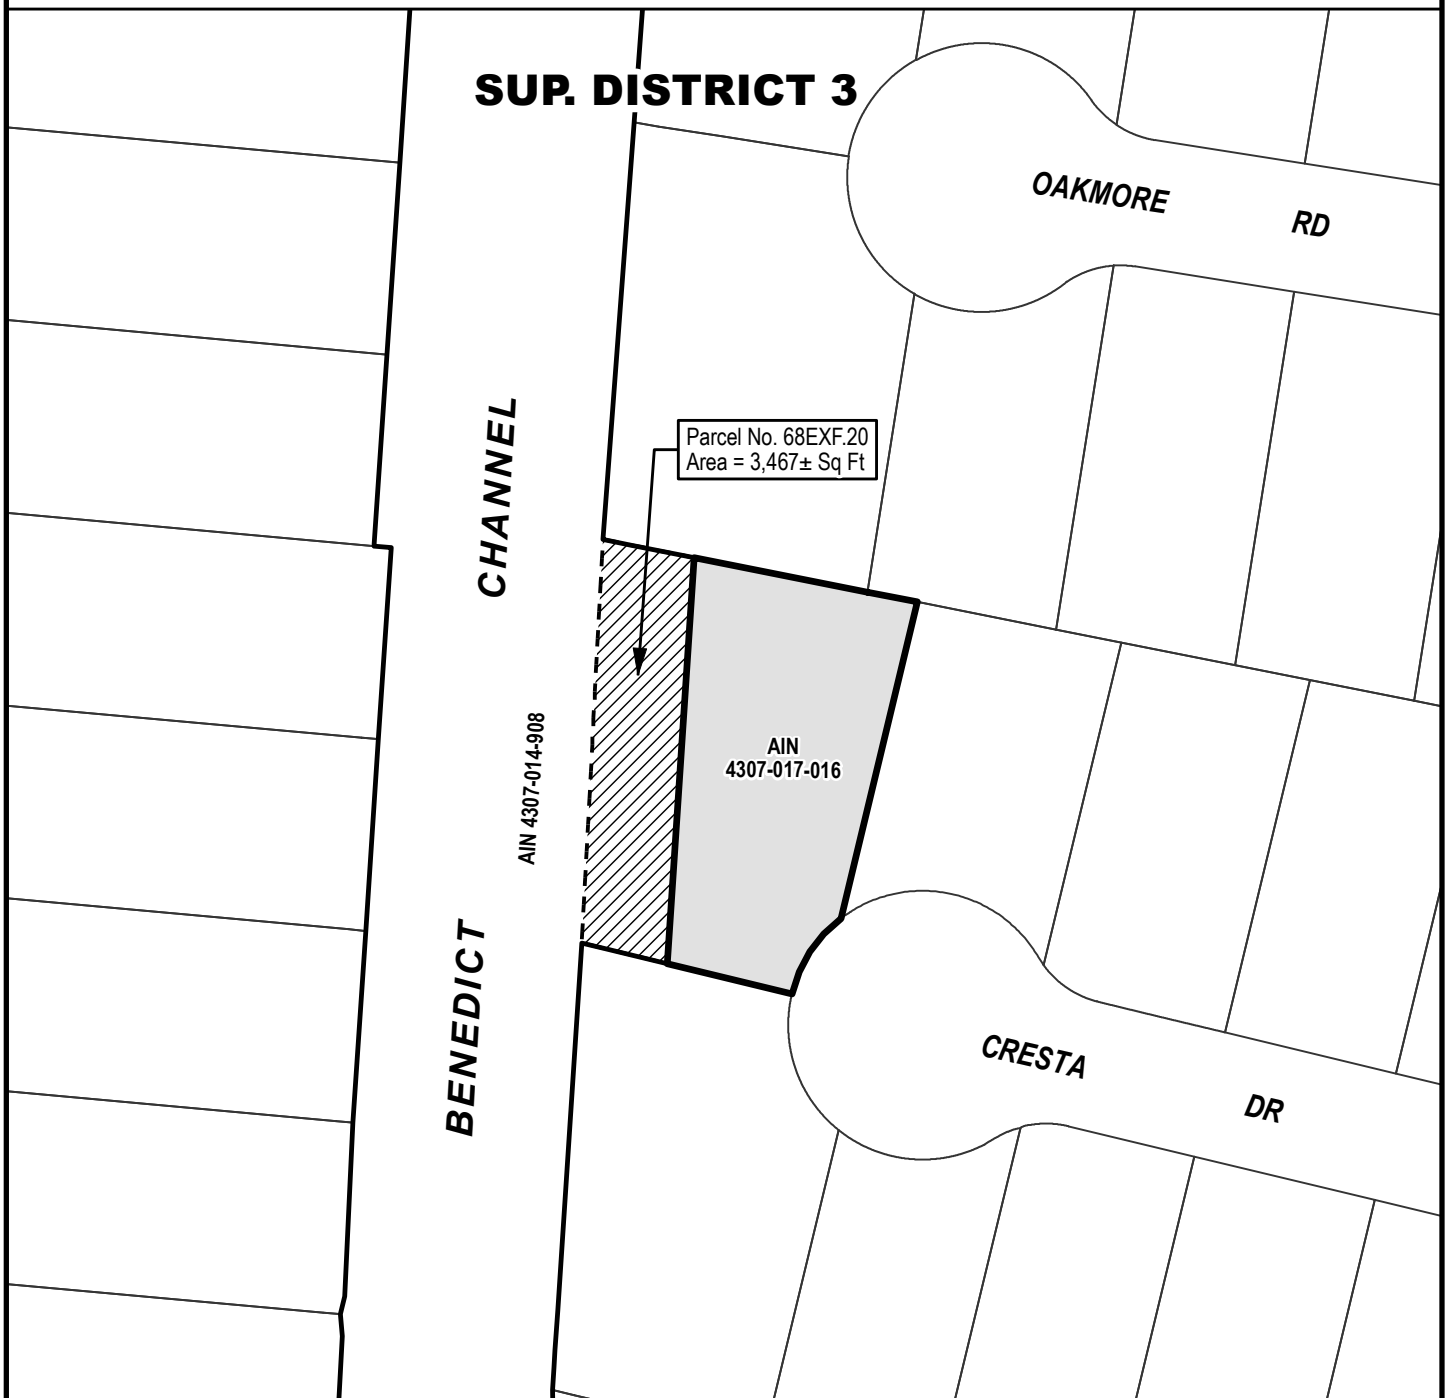 SUP. DISTRICT 3
OAKMORE RD
CHANNEL
Parcel No. 68EXF.20
Area = 3,467± Sq Ft
AIN 4307-014-908
AIN
4307-017-016
BENEDICT
CRESTA DR